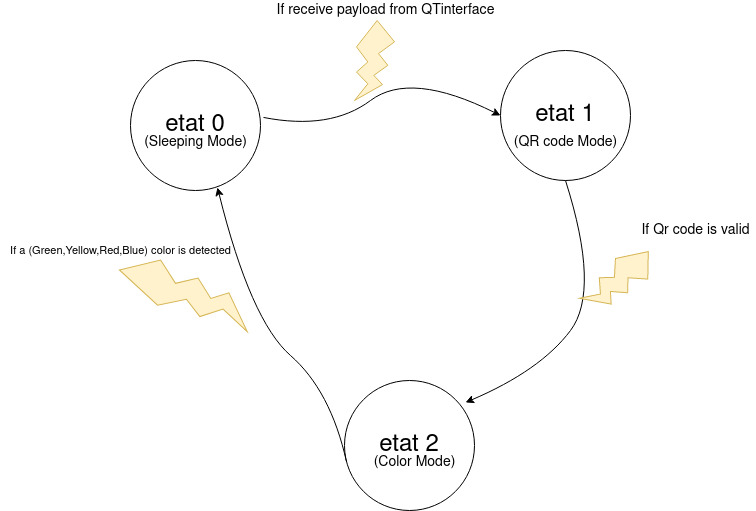 If receive payload from QTinterface
etat 0
(Sleeping Mode)
etat 1
(QR code Mode)
If Qr code is valid
If a (Green,Yellow,Red,Blue) color is detected
etat 2
(Color Mode)